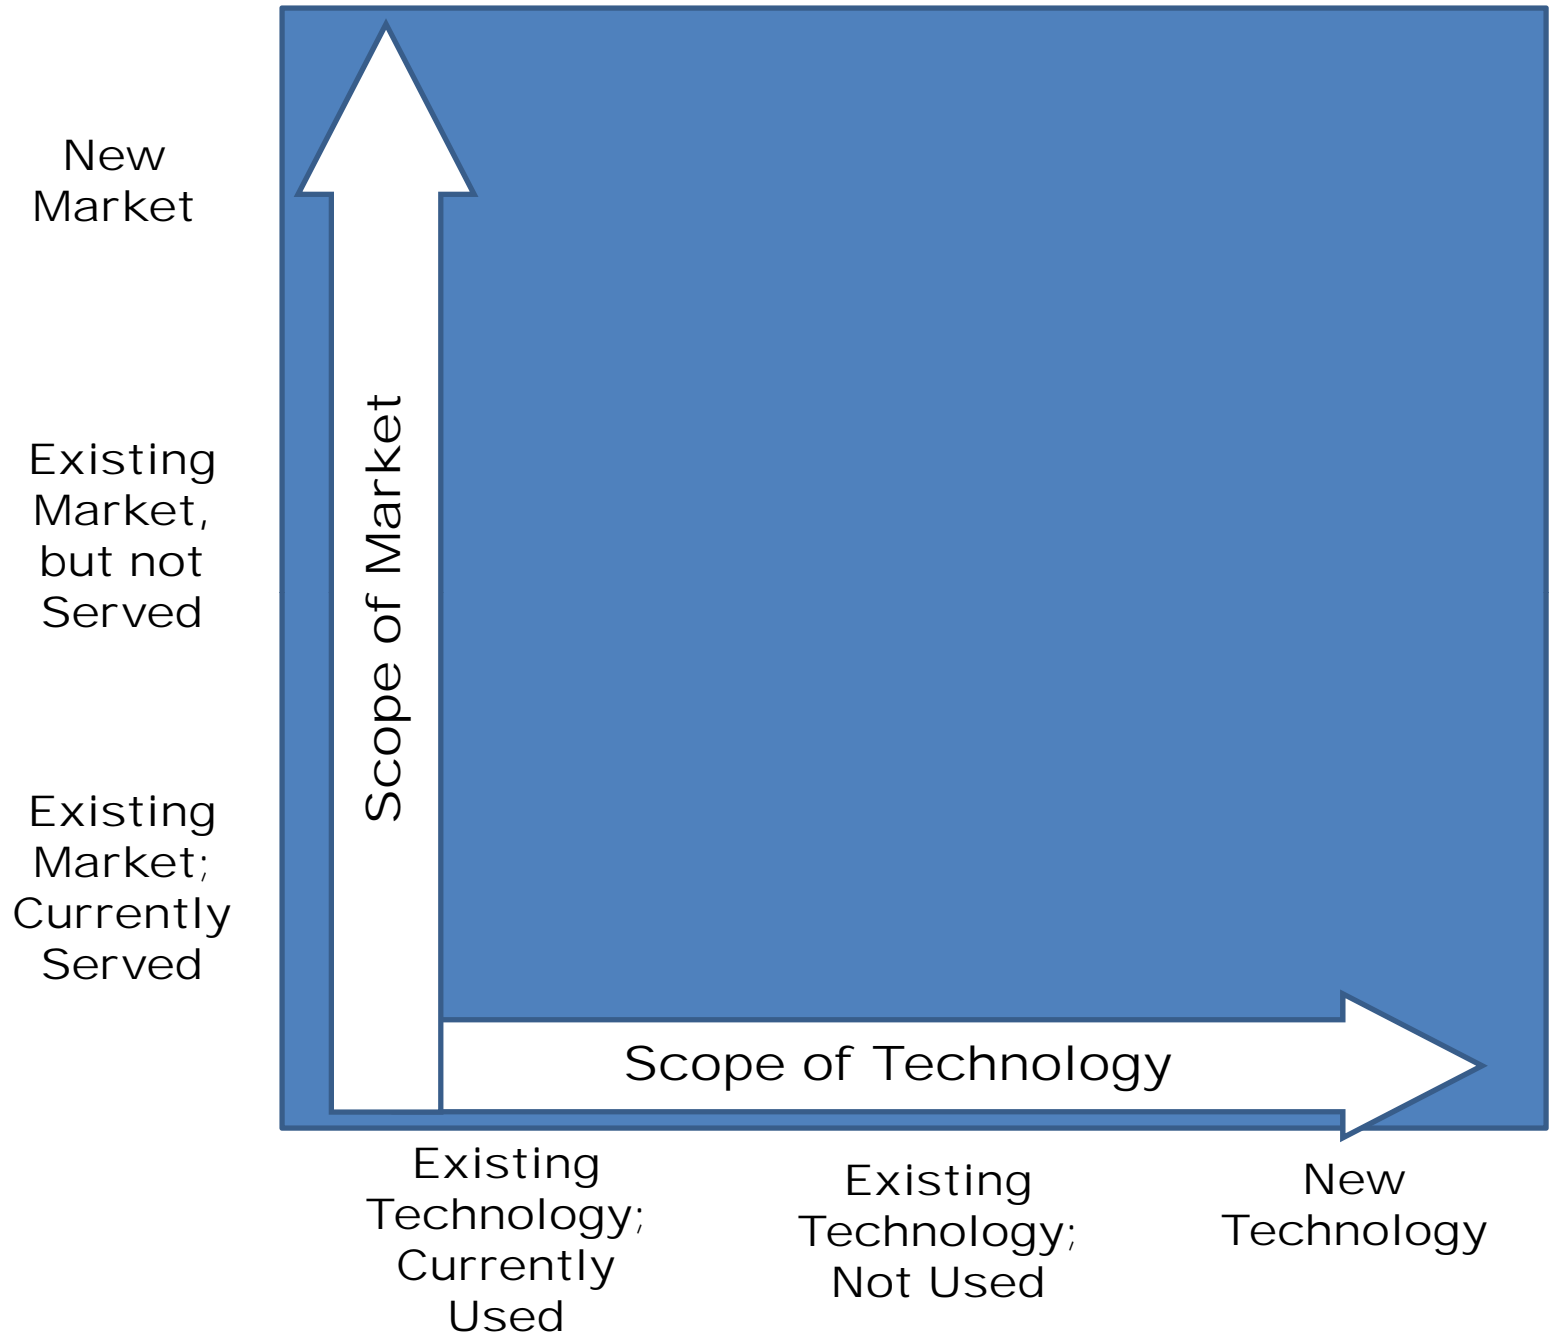 New
Market
Existing
Market,
but not
Served
Existing
Market;
Currently
Served
Scope of Market
Scope of Technology
Existing
Technology;
Currently
Used
Existing
Technology;
Not Used
New
Technology